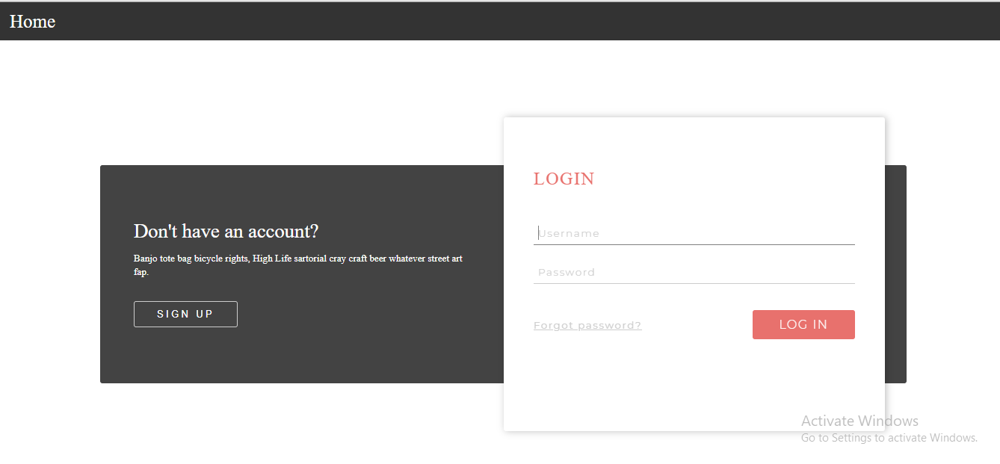 Home
LOGIN
Don't have an account?
Username
Banjo tote bag bicycle rights, High Life sartorial cray craft beer whatever street art
fap.
Password
SIGN UP
Forgot password?
LOG IN
Activate Windows
Go to Settings to activate Windows.